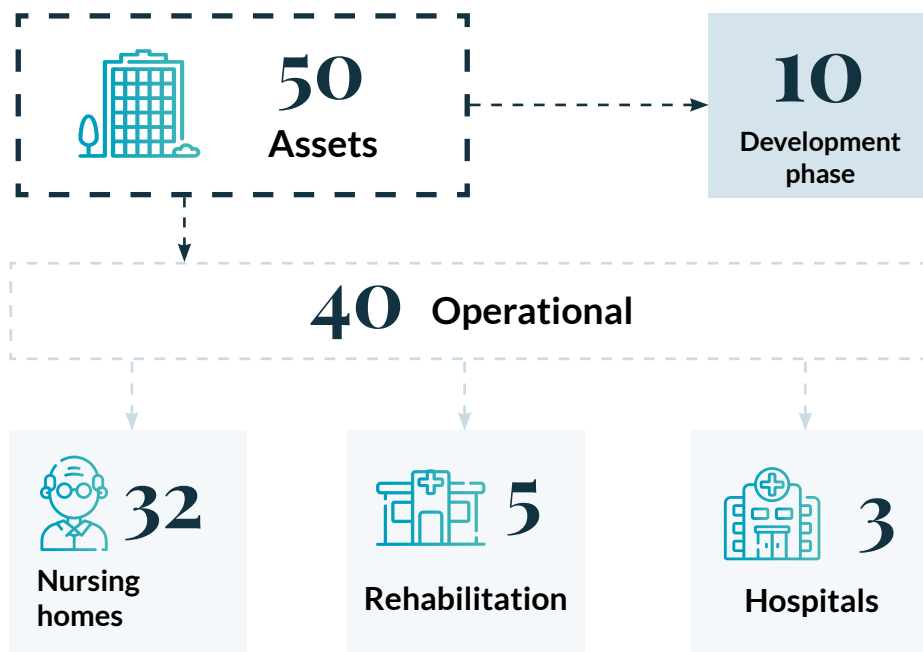 50
Assets
10
Development
phase
40 Operational
32
Nursing
homes
5
Rehabilitation
3
Hospitals